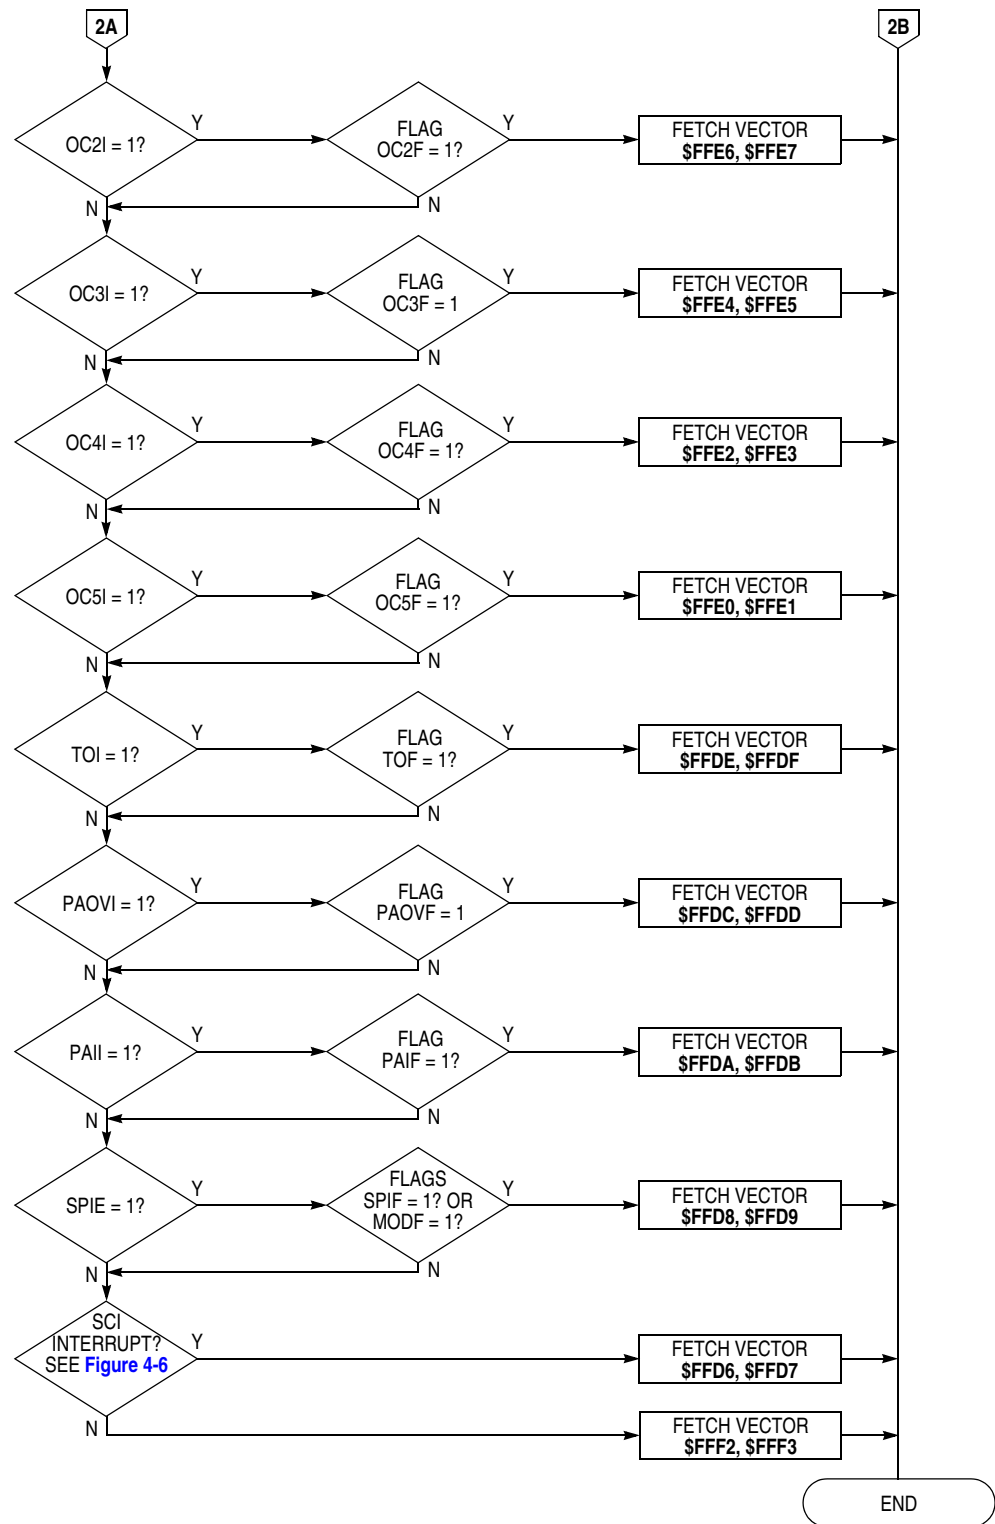 2A
2B
OC2I = 1?
Y
FLAG
OC2F = 1?
Y
FETCH VECTOR
$FFE6, $FFE7
N
N
OC3I = 1?
Y
FLAG
OC3F = 1
Y
FETCH VECTOR
$FFE4, $FFE5
N
N
OC4I = 1?
Y
FLAG
OC4F = 1?
Y
FETCH VECTOR
$FFE2, $FFE3
N
N
OC5I = 1?
Y
FLAG
OC5F = 1?
Y
FETCH VECTOR
$FFE0, $FFE1
N
N
TOI = 1?
Y
FLAG
TOF = 1?
Y
FETCH VECTOR
$FFDE, $FFDF
N
N
PAOVI = 1?
Y
FLAG
PAOVF = 1
Y
FETCH VECTOR
$FFDC, $FFDD
N
N
PAII = 1?
Y
FLAG
PAIF = 1?
Y
FETCH VECTOR
$FFDA, $FFDB
N
N
SPIE = 1?
Y
FLAGS
SPIF = 1? OR
MODF = 1?
Y
FETCH VECTOR
$FFD8, $FFD9
N
N
SCI
INTERRUPT?
SEE Figure 4-6
Y
FETCH VECTOR
$FFD6, $FFD7
N
FETCH VECTOR
$FFF2, $FFF3
END